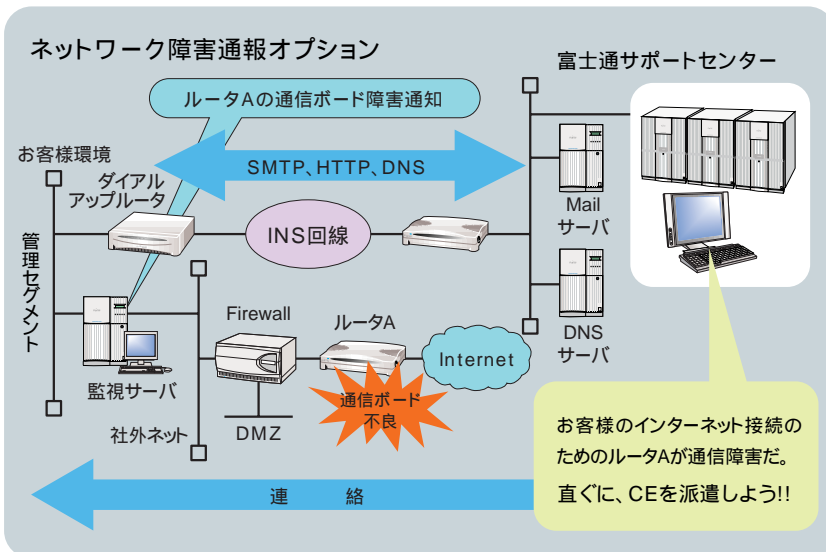 ネットワーク障害通報オプション
富士通サポートセンター
ルータAの通信ボード障害通知
お客様環境
SMTP、HTTP、DNS
ダイアル
アップルータ
INS回線
Mail
サーバ
管理セグメント
Firewall
ルータA
Internet
DNS
サーバ
監視サーバ
通信ボード
不良
社外ネット
DMZ
お客様のインターネット接続の
ためのルータAが通信障害だ。
直ぐに、CEを派遣しよう!!
連　絡